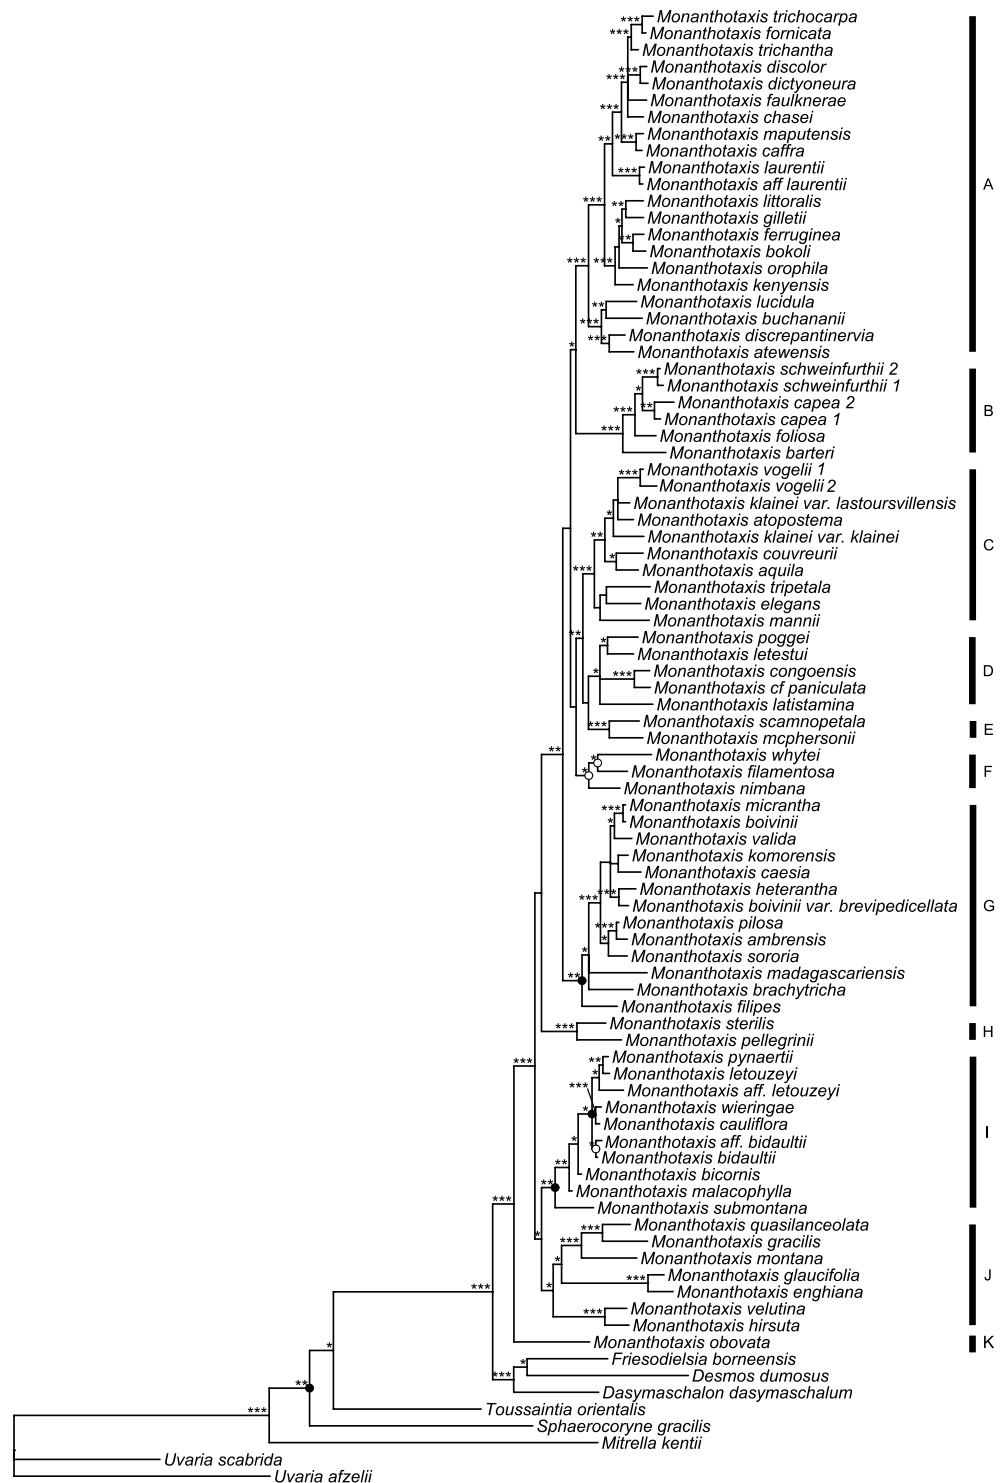 Monanthotaxis trichocarpa
Monanthotaxis fornicata
Monanthotaxis trichantha
Monanthotaxis discolor
Monanthotaxis dictyoneura
Monanthotaxis faulknerae
Monanthotaxis chasei
Monanthotaxis maputensis
Monanthotaxis caffra
Monanthotaxis laurentii
Monanthotaxis aff laurentii
A
Monanthotaxis littoralis
Monanthotaxis gilletii
Monanthotaxis ferruginea
Monanthotaxis bokoli
Monanthotaxis orophila
Monanthotaxis kenyensis
Monanthotaxis lucidula
Monanthotaxis buchananii
Monanthotaxis discrepantinervia
Monanthotaxis atewensis
Monanthotaxis schweinfurthii 2
Monanthotaxis schweinfurthii 1
Monanthotaxis capea 2
B
Monanthotaxis capea 1
Monanthotaxis foliosa
Monanthotaxis barteri
Monanthotaxis vogelii 1
Monanthotaxis vogelii 2
Monanthotaxis klainei var. lastoursvillensis
Monanthotaxis atopostema
Monanthotaxis klainei var. klainei
C
Monanthotaxis couvreurii
Monanthotaxis aquila
Monanthotaxis tripetala
Monanthotaxis elegans
Monanthotaxis mannii
Monanthotaxis poggei
Monanthotaxis letestui
Monanthotaxis congoensis
D
Monanthotaxis cf paniculata
Monanthotaxis latistamina
Monanthotaxis scamnopetala
E
Monanthotaxis mcphersonii
Monanthotaxis whytei
Monanthotaxis filamentosa
F
Monanthotaxis nimbana
Monanthotaxis micrantha
Monanthotaxis boivinii
Monanthotaxis valida
Monanthotaxis komorensis
Monanthotaxis caesia
Monanthotaxis heterantha
Monanthotaxis boivinii var. brevipedicellata
G
Monanthotaxis pilosa
Monanthotaxis ambrensis
Monanthotaxis sororia
Monanthotaxis madagascariensis
Monanthotaxis brachytricha
Monanthotaxis filipes
Monanthotaxis sterilis
H
Monanthotaxis pellegrinii
Monanthotaxis pynaertii
Monanthotaxis letouzeyi
Monanthotaxis aff. letouzeyi
Monanthotaxis wieringae
Monanthotaxis cauliflora
I
Monanthotaxis aff. bidaultii
Monanthotaxis bidaultii
Monanthotaxis bicornis
Monanthotaxis malacophylla
Monanthotaxis submontana
Monanthotaxis quasilanceolata
Monanthotaxis gracilis
Monanthotaxis montana
Monanthotaxis glaucifolia
J
Monanthotaxis enghiana
Monanthotaxis velutina
Monanthotaxis hirsuta
Monanthotaxis obovata
K
Friesodielsia borneensis
Desmos dumosus
Dasymaschalon dasymaschalum
Toussaintia orientalis
Sphaerocoryne gracilis
Mitrella kentii
Uvaria scabrida
Uvaria afzelii